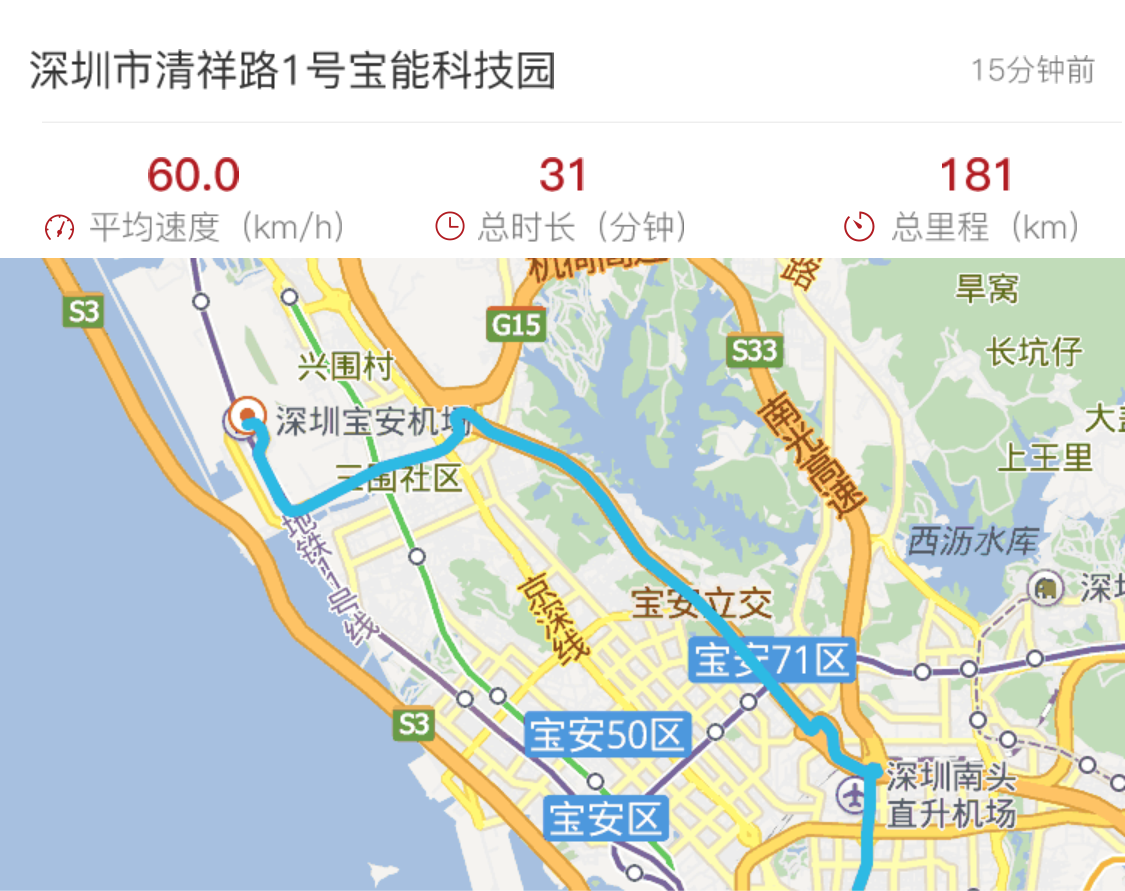 深圳市清祥路1号宝能科技园
15分钟前
60.0
31
181
平均速度（km/h）
总时长（分钟）
总里程（km）
机荷高速
路
旱窝
S3
G15
S33
长坑仔
兴围村
南光高速
大
深圳宝安机场
上王里
三围社区
地铁11号线
西沥水库
京深线
深圳
宝安立交
宝安71区
S3
宝安50区
深圳南头
直升机场
宝安区